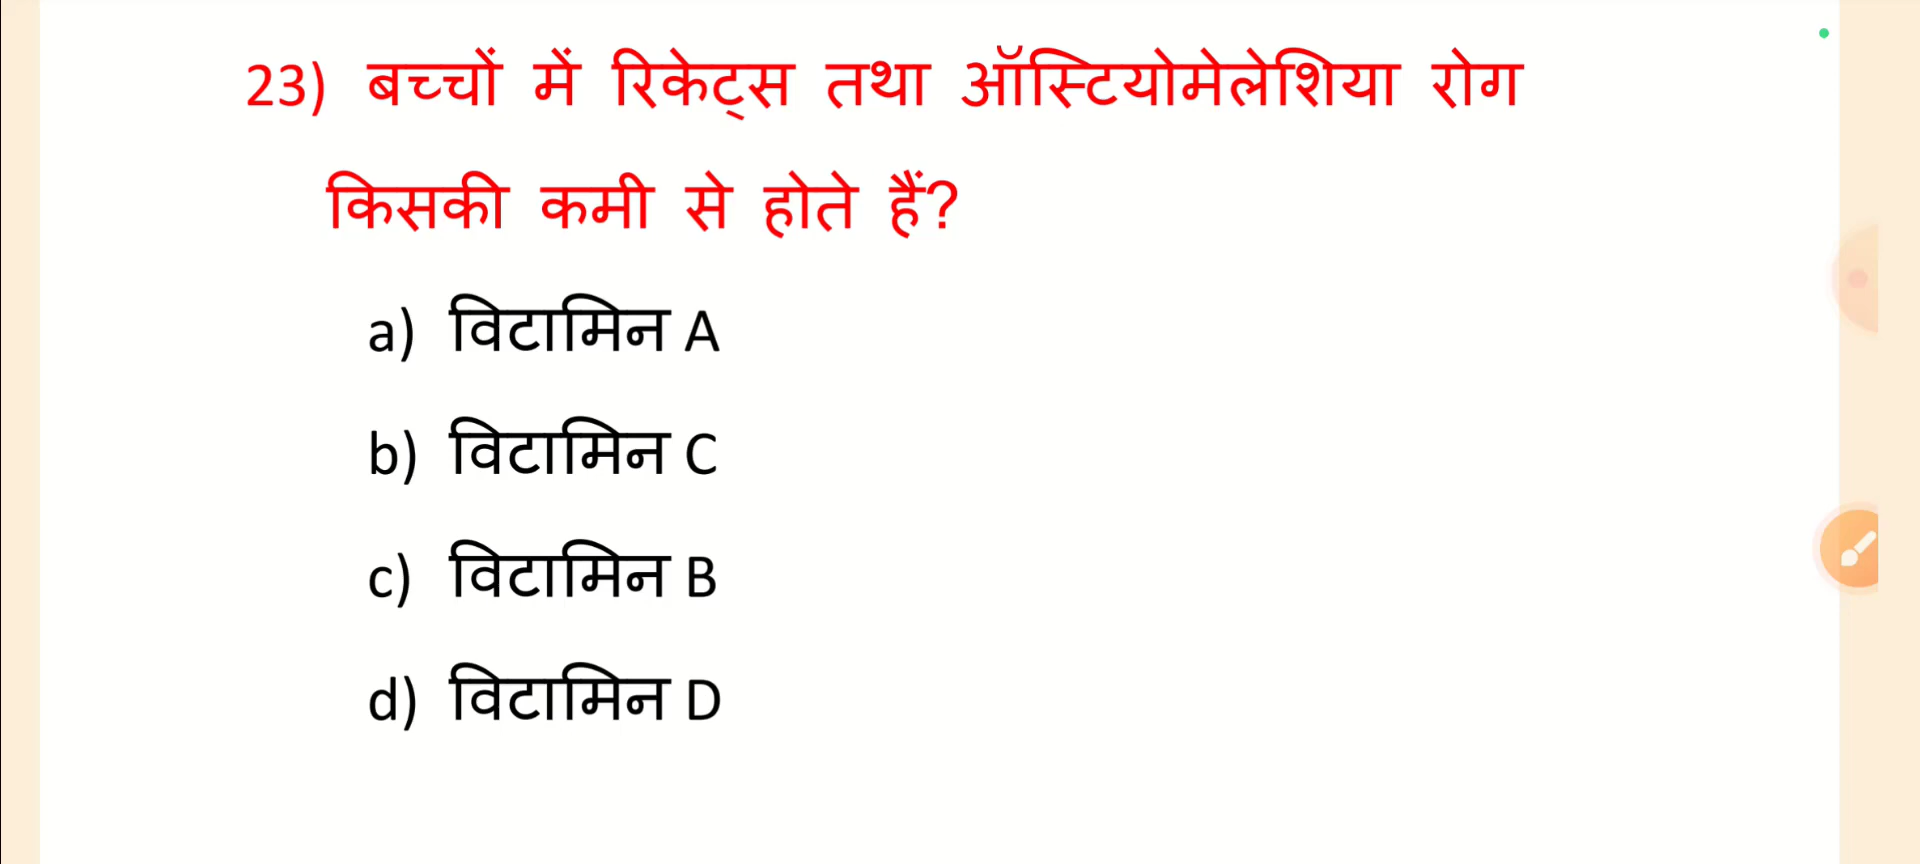 23) बच्चों में रिकेट्स तथा ऑस्टियोमेलेशिया रोग
किसकी कमी से होते हैं?
a) विटामिन A
b) विटामिन C
c) विटामिन B
d) विटामिन D